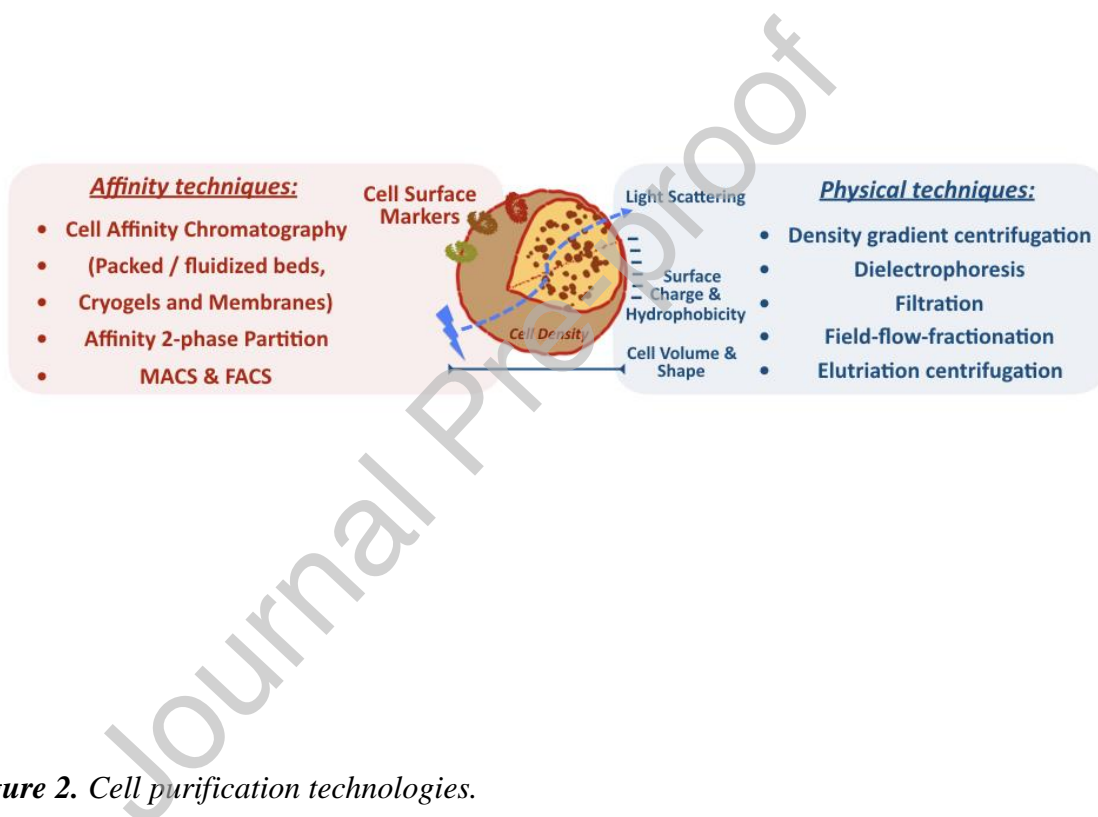 Affinity techniques:
• Cell Affinity Chromatography
• (Packed / fluidized beds,
• Cryogels and Membranes)
• Affinity 2-phase Partition
• MACS & FACS
Cell Surface
Markers
Cell Density
Light Scattering
Surface
Charge &
Hydrophobicity
Cell Volume &
Shape
Physical techniques:
• Density gradient centrifugation
• Dielectrophoresis
• Filtration
• Field-flow-fractionation
• Elutriation centrifugation
Journal Pre-proof
ure 2. Cell purification technologies.